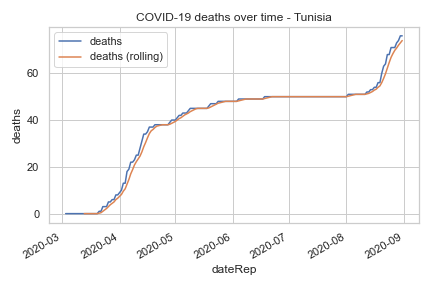 COVID-19 deaths over time - Tunisia
deaths
deaths (rolling)
60
40
20
0
deaths
2020-03
2020-04
2020-05
2020-06
2020-07
2020-08
2020-09
dateRep